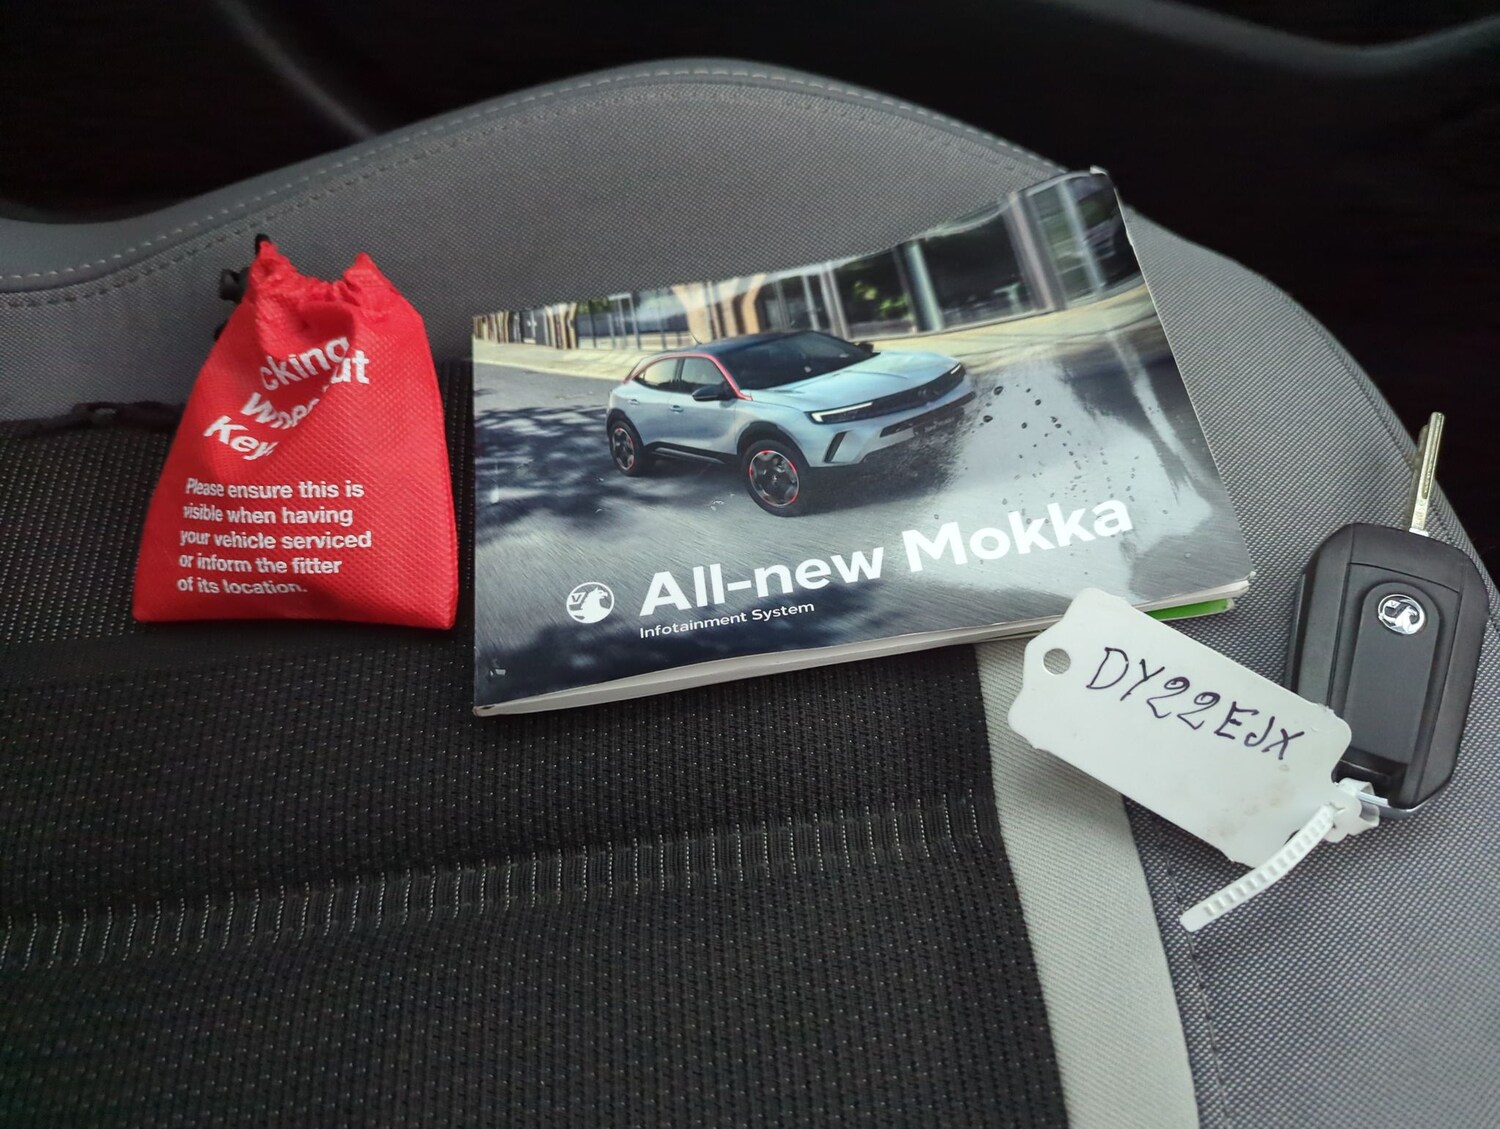 Key
Please ensure this is
visible when having
your vehicle serviced
or inform the fitter
of its location.
All-new Mokka
Infotainment System
DY22EJX